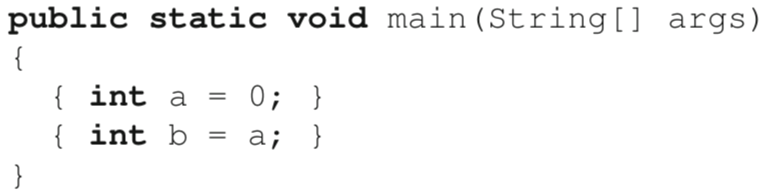 public static void main(String[] args)
{
{ int a = 0; }
{ int b = a; }
}